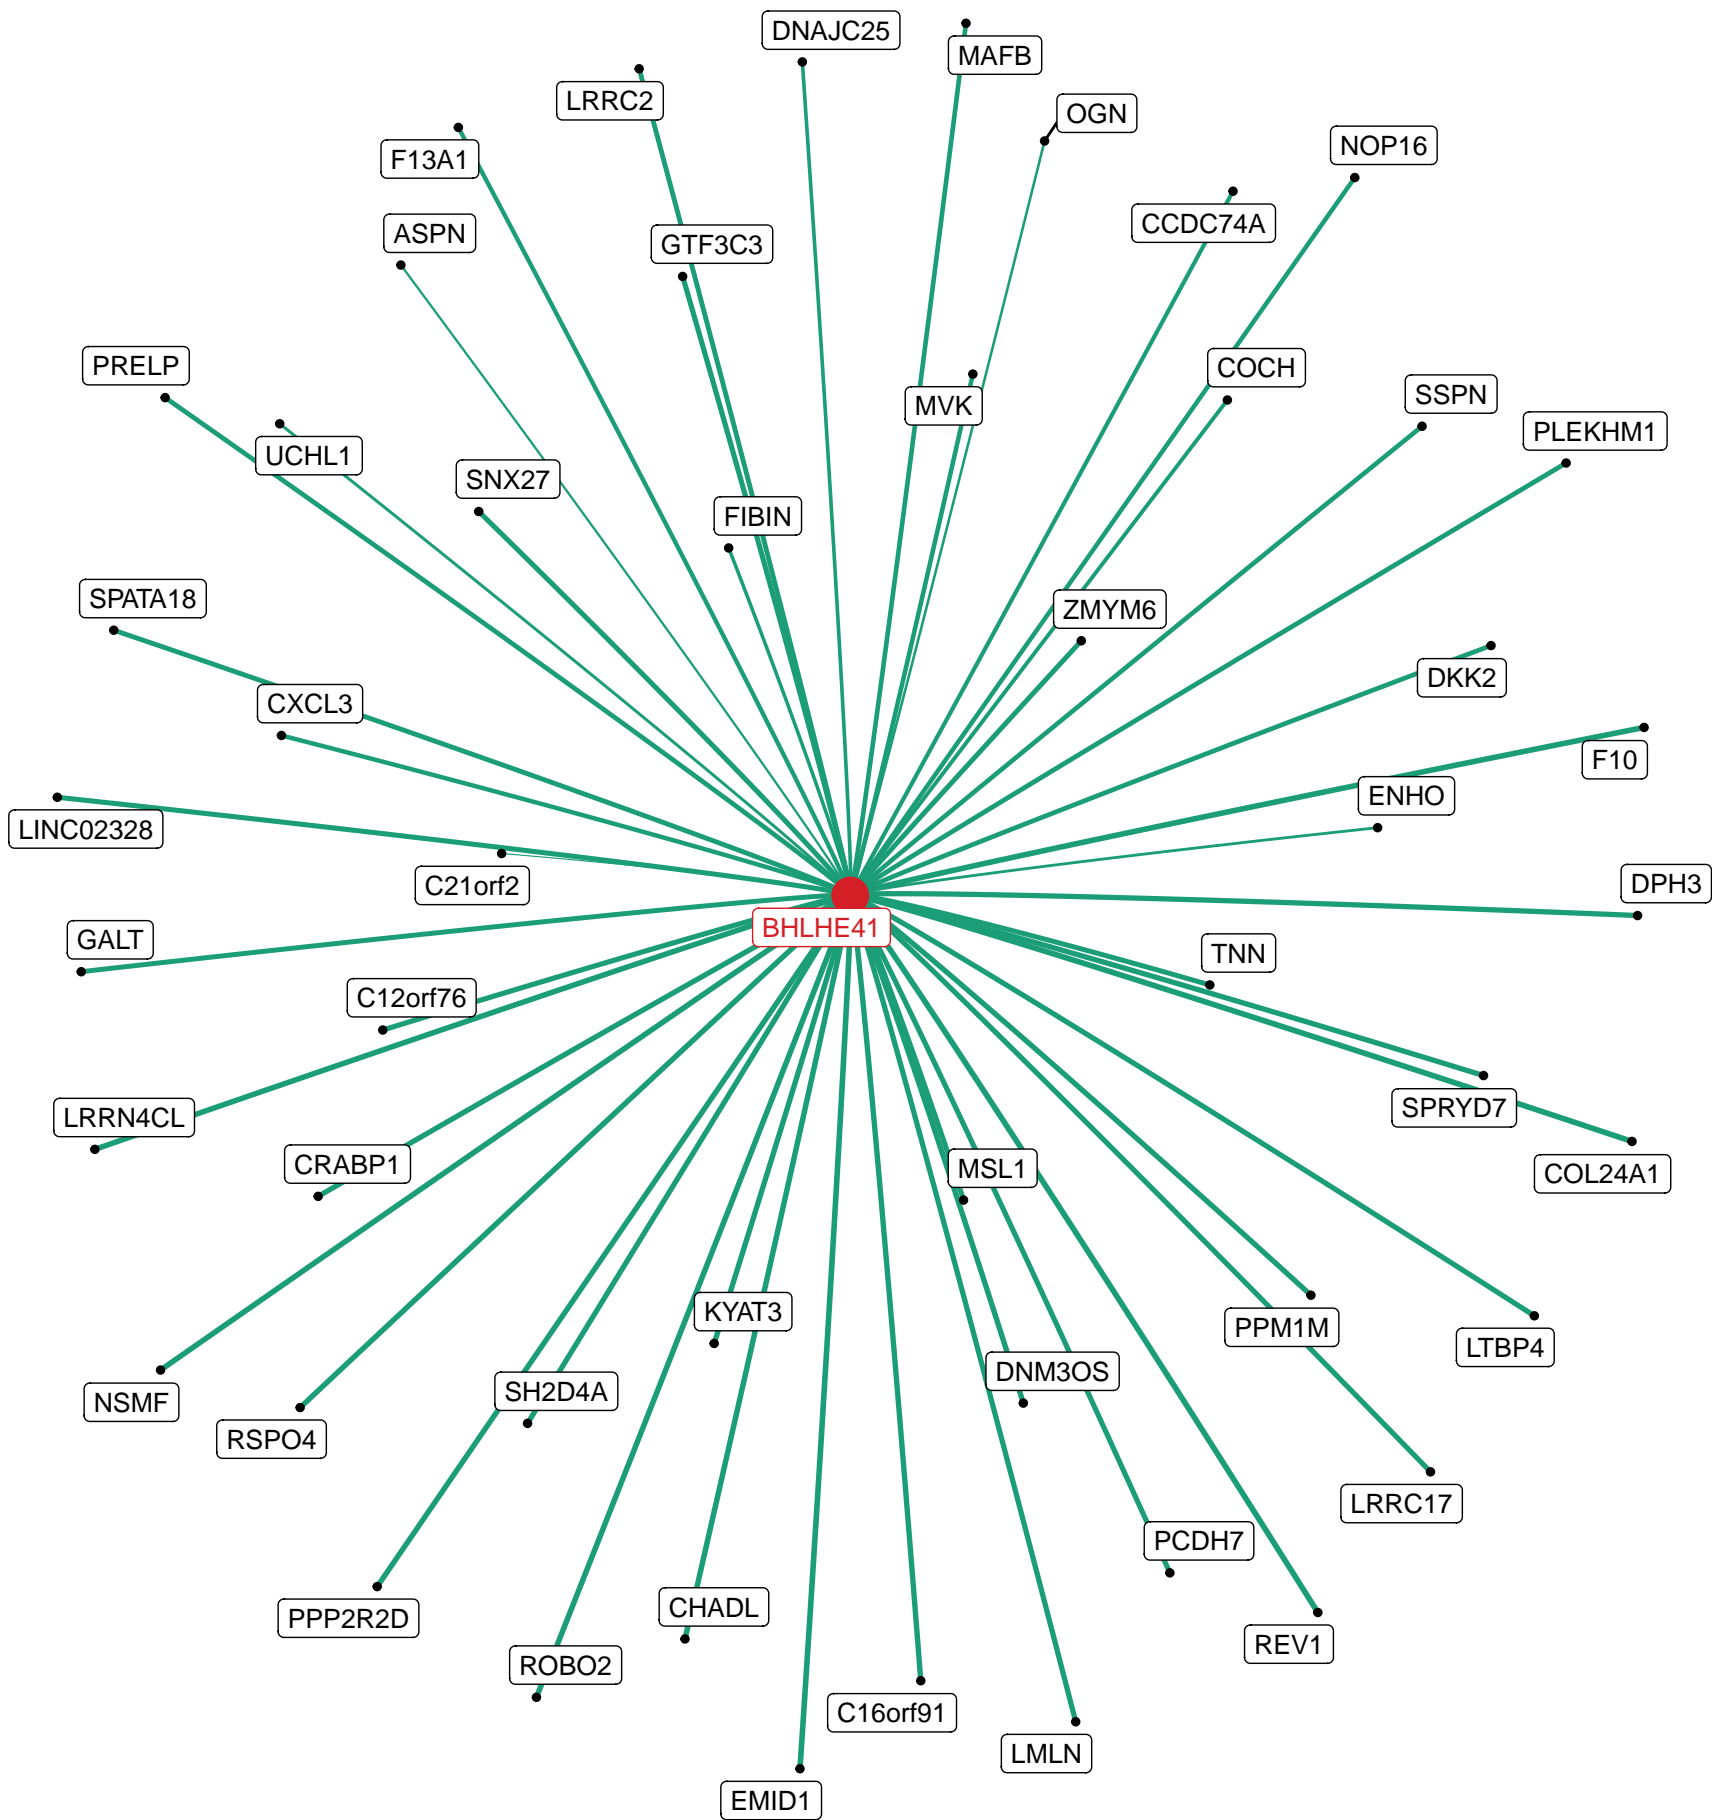 DNAJC25
MAFB
LRRC2
OGN
F13A1
NOP16
CCDC74A
ASPN
GTF3C3
PRELP
COCH
SSPN
MVK
PLEKHM1
UCHL1
SNX27
FIBIN
SPATA18
ZMYM6
DKK2
CXCL3
F10
ENHO
LINC02328
C21orf2
DPH3
BHLHE41
GALT
TNN
C12orf76
SPRYD7
LRRN4CL
CRABP1
MSL1
COL24A1
KYAT3
PPM1M
LTBP4
DNM3OS
SH2D4A
NSMF
RSPO4
LRRC17
PCDH7
CHADL
PPP2R2D
REV1
ROBO2
C16orf91
LMLN
EMID1